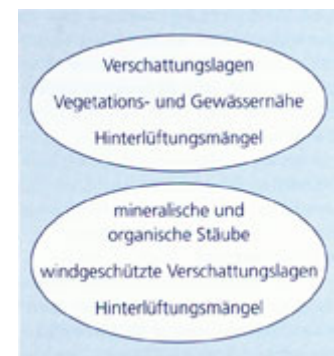 Verschattungslagen
Vegetations- und Gewässernähe
Hinterlüftungsmängel
mineralische und
organische Stäube
windgeschützte Verschattungslagen
Hinterlüftungsmängel